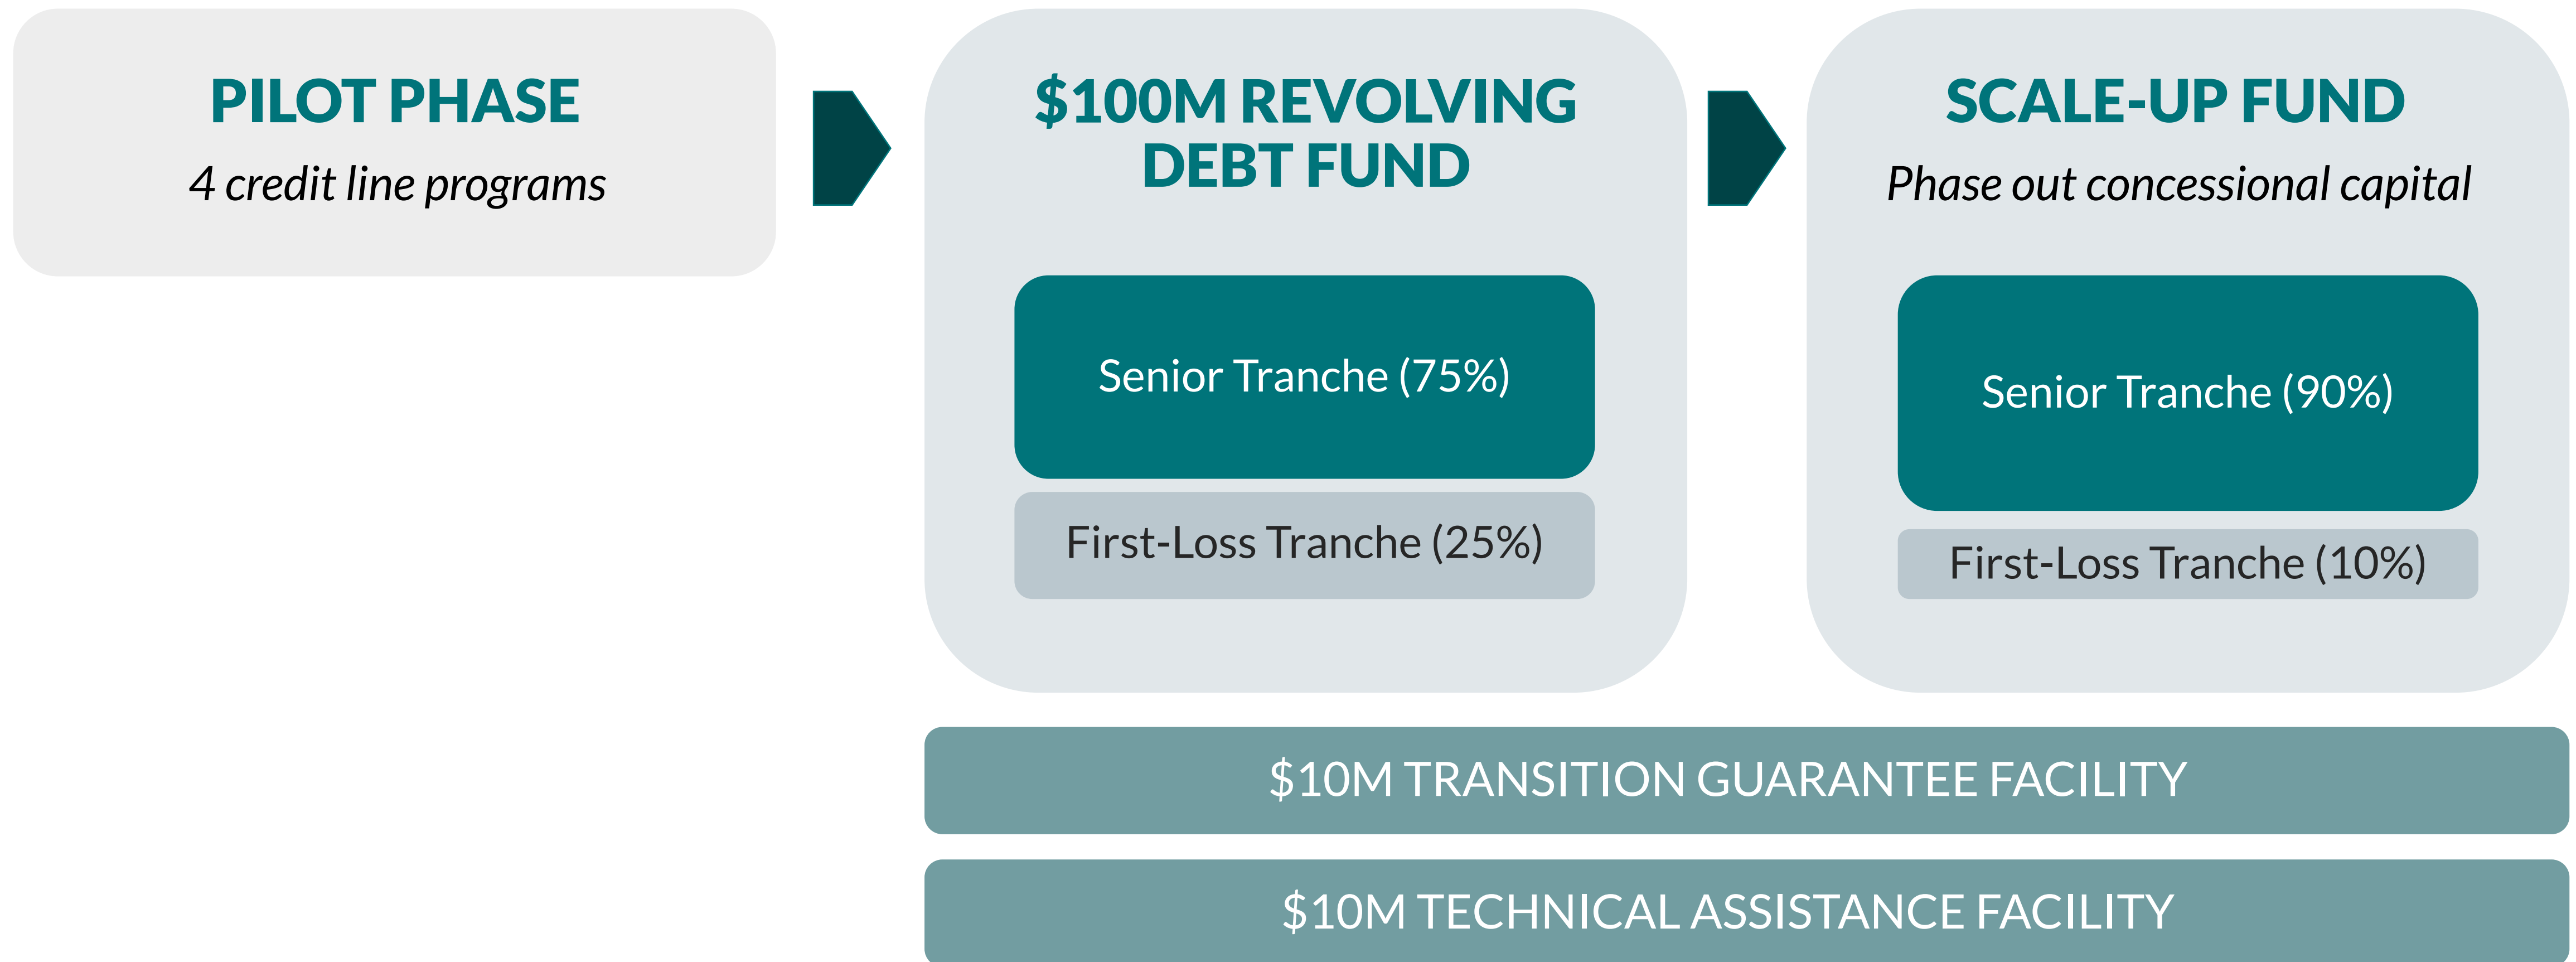 PILOT PHASE
4 credit line programs
$100M REVOLVING
DEBT FUND
Senior Tranche (75%)
First-Loss Tranche (25%)
SCALE-UP FUND
Phase out concessional capital
Senior Tranche (90%)
First-Loss Tranche (10%)
$10M TRANSITION GUARANTEE FACILITY
$10M TECHNICAL ASSISTANCE FACILITY